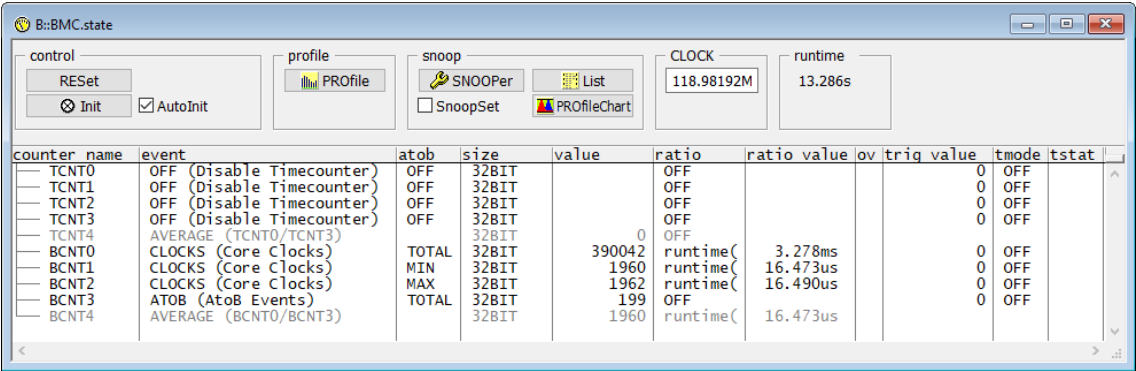 B::BMC.state
control profile snoop CLOCK runtime
RESet PROfile SNOOPer List 118.98192M 13.286s
Init AutoInit SnoopSet PROfileChart
counter name event atob size value ratio ratio value ov trig value tmode tstat
TCNT0 OFF (Disable Timecounter) OFF 32BIT OFF 0 OFF
TCNT1 OFF (Disable Timecounter) OFF 32BIT OFF 0 OFF
TCNT2 OFF (Disable Timecounter) OFF 32BIT OFF 0 OFF
TCNT3 OFF (Disable Timecounter) OFF 32BIT OFF 0 OFF
TCNT4 AVERAGE (TCNT0/TCNT3) 32BIT 0 OFF
BCNT0 CLOCKS (Core Clocks) TOTAL 32BIT 390042 runtime( 3.278ms 0 OFF
BCNT1 CLOCKS (Core Clocks) MIN 32BIT 1960 runtime( 16.473us 0 OFF
BCNT2 CLOCKS (Core Clocks) MAX 32BIT 1962 runtime( 16.490us 0 OFF
BCNT3 ATOB (AtoB Events) TOTAL 32BIT 199 OFF 0 OFF
BCNT4 AVERAGE (BCNT0/BCNT3) 32BIT 1960 runtime( 16.473us